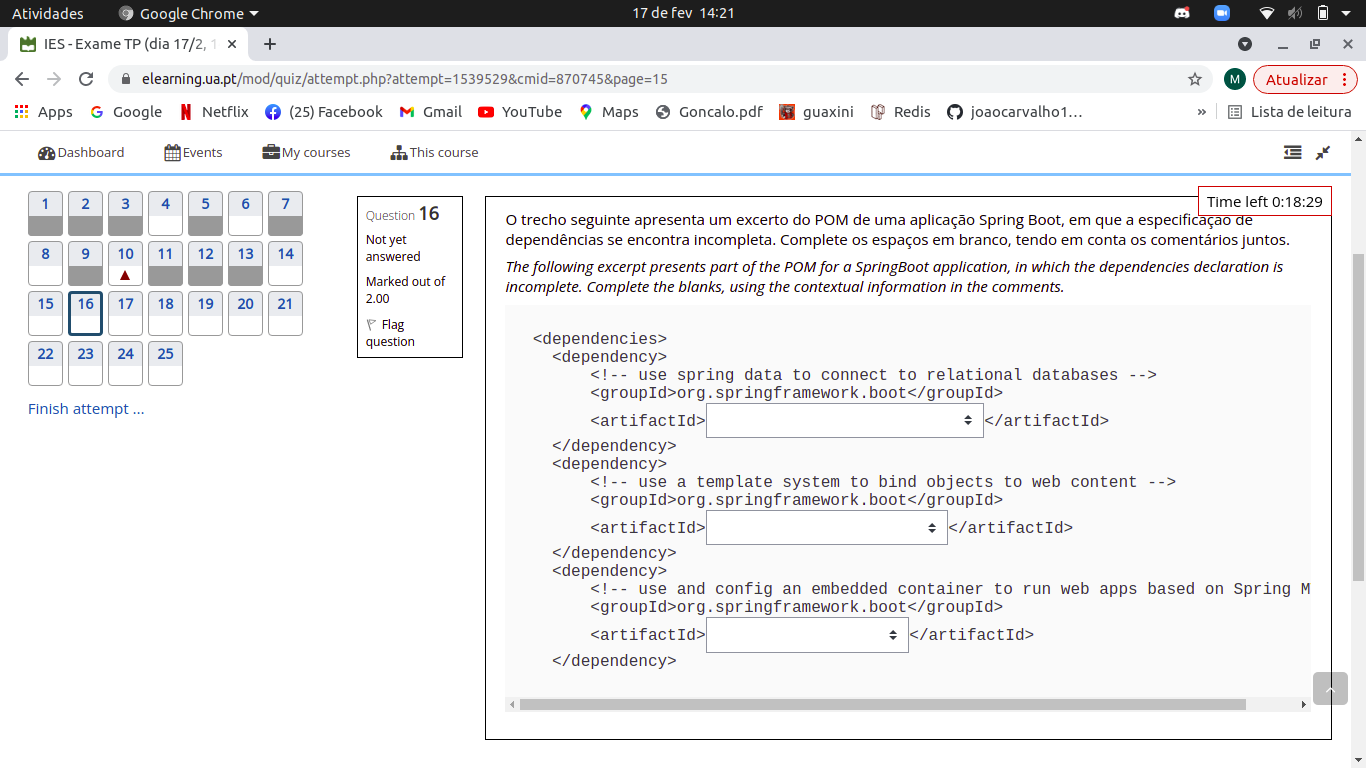 Atividades
Google Chrome
17 de fev 14:21
IES - Exame TP (dia 17/2, 1
elearning.ua.pt/mod/quiz/attempt.php?attempt=1539529&cmid=870745&page=15
M
Atualizar
Apps
Google
Netflix
(25) Facebook
Gmail
YouTube
Maps
Goncalo.pdf
guaxini
Redis
joaocarvalho1...
»
Lista de leitura
Dashboard
Events
My courses
This course
1 2 3 4 5 6 7
8 9 10 11 12 13 14
15 16 17 18 19 20 21
22 23 24 25
Finish attempt ...
Question 16
Not yet
answered
Marked out of
2.00
Flag
question
Time left 0:18:29
O trecho seguinte apresenta um excerto do POM de uma aplicação Spring Boot, em que a especificação de
dependências se encontra incompleta. Complete os espaços em branco, tendo em conta os comentários juntos.
The following excerpt presents part of the POM for a SpringBoot application, in which the dependencies declaration is
incomplete. Complete the blanks, using the contextual information in the comments.
<dependencies>
<dependency>
<!-- use spring data to connect to relational databases -->
<groupId>org.springframework.boot</groupId>
<artifactId> </artifactId>
</dependency>
<dependency>
<!-- use a template system to bind objects to web content -->
<groupId>org.springframework.boot</groupId>
<artifactId> </artifactId>
</dependency>
<dependency>
<!-- use and config an embedded container to run web apps based on Spring M
<groupId>org.springframework.boot</groupId>
<artifactId> </artifactId>
</dependency>